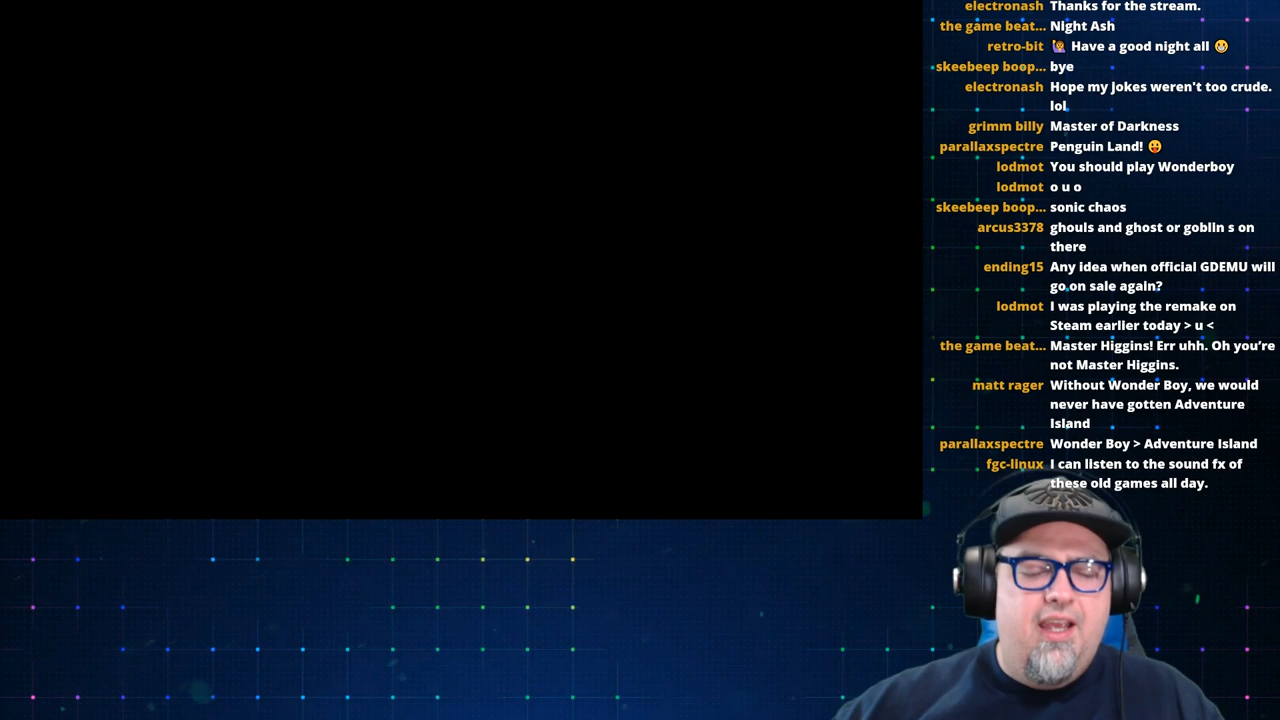 electronash Thanks for the stream.
the game beat... Night Ash
retro-bit 🙋 Have a good night all 😀
skeebeep boop... bye
electronash Hope my jokes weren't too crude.
lol
grimm billy Master of Darkness
parallaxspectre Penguin Land! 😛
lodmot You should play Wonderboy
lodmot o u o
skeebeep boop... sonic chaos
arcus3378 ghouls and ghost or goblin s on
there
ending15 Any idea when official GDEMU will
go on sale again?
lodmot I was playing the remake on
Steam earlier today > u <
the game beat... Master Higgins! Err uhh. Oh you're
not Master Higgins.
matt rager Without Wonder Boy, we would
never have gotten Adventure
Island
parallaxspectre Wonder Boy > Adventure Island
fgc-linux I can listen to the sound fx of
these old games all day.